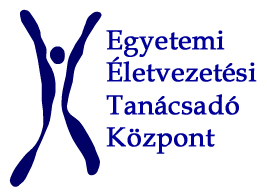 Egyetemi
Életvezetési
Tanácsadó
Központ